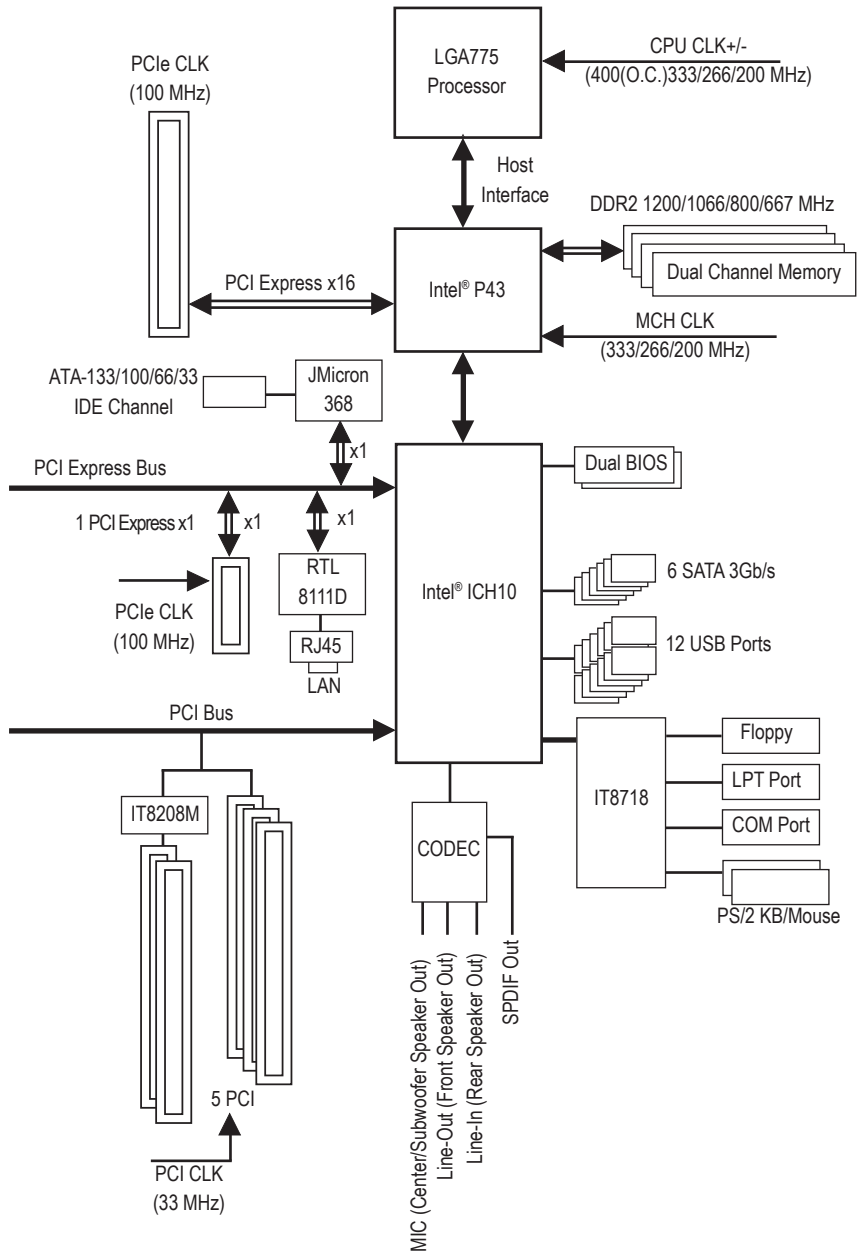 PCIe CLK
(100 MHz)
LGA775
Processor
CPU CLK+/-
(400(O.C.)333/266/200 MHz)
Host
Interface
DDR2 1200/1066/800/667 MHz
Dual Channel Memory
PCI Express x16
Intel® P43
MCH CLK
(333/266/200 MHz)
ATA-133/100/66/33
IDE Channel
JMicron
368
x1
PCI Express Bus
Dual BIOS
1 PCI Express x1
x1
x1
RTL
8111D
Intel® ICH10
6 SATA 3Gb/s
PCIe CLK
(100 MHz)
RJ45
LAN
12 USB Ports
PCI Bus
Floppy
IT8718
LPT Port
COM Port
PS/2 KB/Mouse
IT8208M
CODEC
MIC (Center/Subwoofer Speaker Out)
Line-Out (Front Speaker Out)
Line-In (Rear Speaker Out)
SPDIF Out
5 PCI
PCI CLK
(33 MHz)